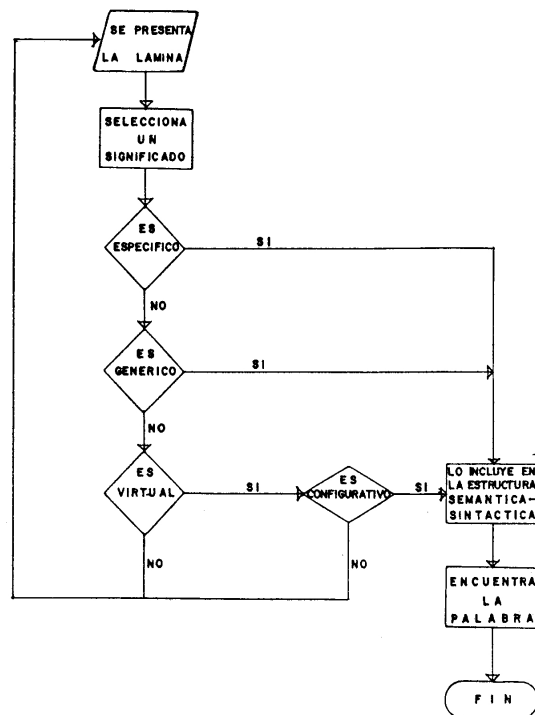 SE PRESENTA
LA LAMINA
SELECCIONA
UN
SIGNIFICADO
ES
ESPECIFICO
SI
NO
ES
GENERICO
SI
NO
ES
VIRTUAL
SI
ES
CONFIGURATIVO
SI
LO INCLUYE EN
LA ESTRUCTURA
SEMANTICA-
SINTACTICA
NO
NO
ENCUENTRA
LA
PALABRA
FIN